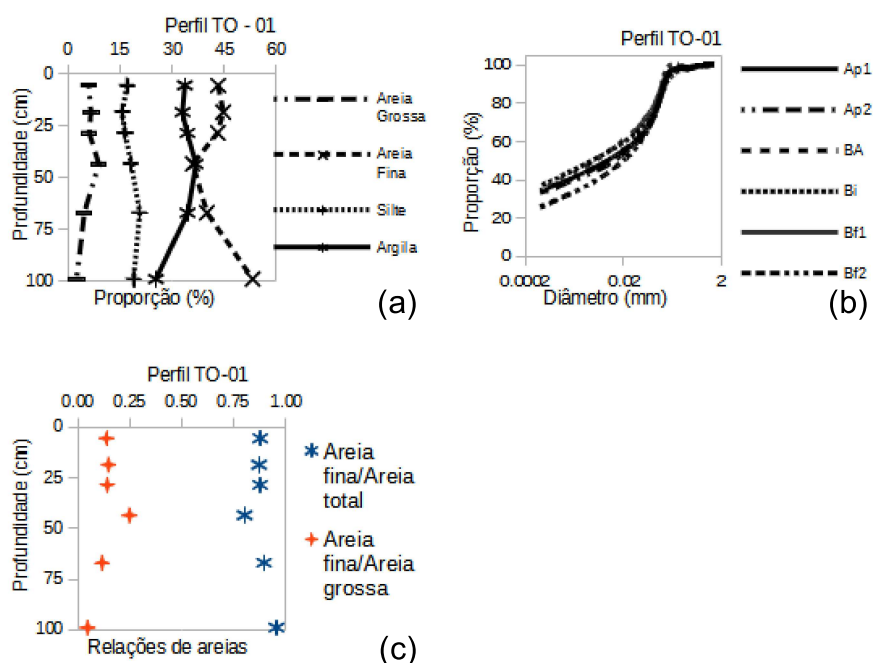 Perfil TO - 01
0 15 30 45 60
0
25
50
75
100
Profundidade (cm)
Proporção (%)
Areia
Grossa
Areia
Fina
Silte
Argila
(a)
Perfil TO-01
100
80
60
40
20
0
Proporção (%)
0.0002 0.02 2
Diâmetro (mm)
Ap1
Ap2
BA
Bi
Bf1
Bf2
(b)
Perfil TO-01
0.00 0.25 0.50 0.75 1.00
0
25
50
75
100
Profundidade (cm)
Relações de areias
Areia
fina/Areia
total
Areia
fina/Areia
grossa
(c)